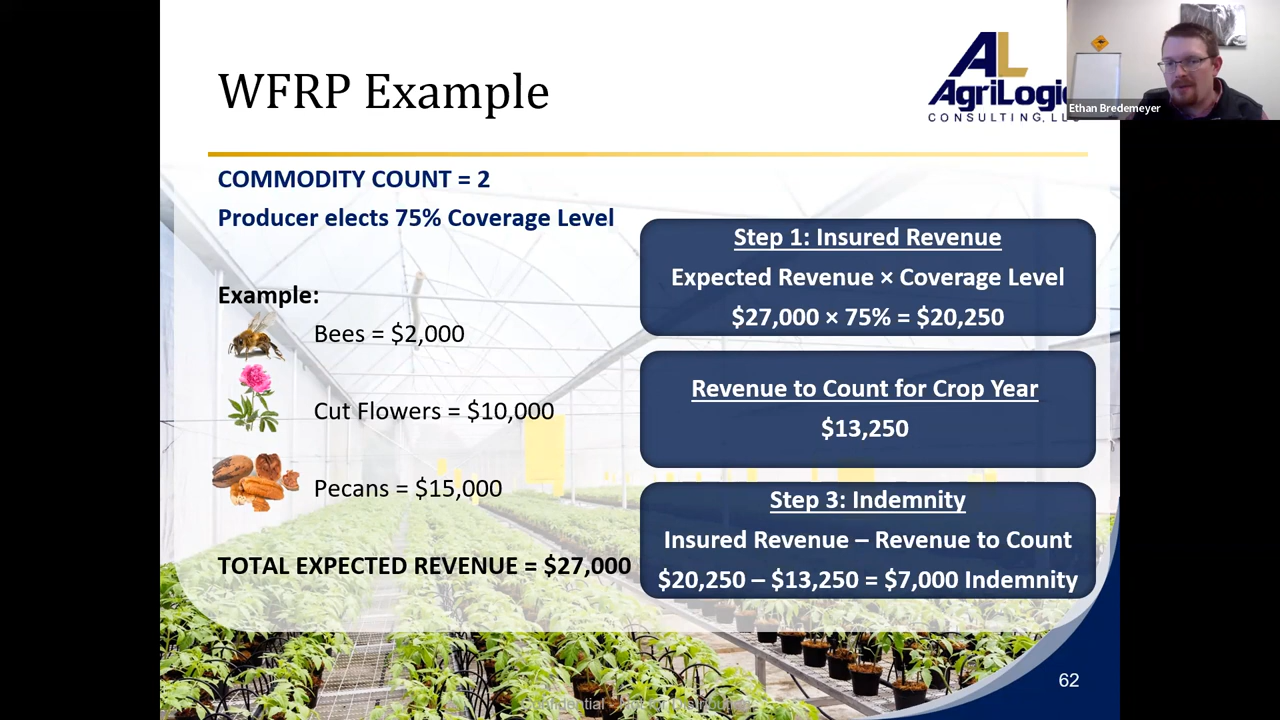 WFRP Example
AL
AgriLogic
CONSULTING, LLC
Ethan Bredemeyer
COMMODITY COUNT = 2
Producer elects 75% Coverage Level
Example:
Bees = $2,000
Cut Flowers = $10,000
Pecans = $15,000
TOTAL EXPECTED REVENUE = $27,000
Step 1: Insured Revenue
Expected Revenue × Coverage Level
$27,000 × 75% = $20,250
Revenue to Count for Crop Year
$13,250
Step 3: Indemnity
Insured Revenue – Revenue to Count
$20,250 – $13,250 = $7,000 Indemnity
62